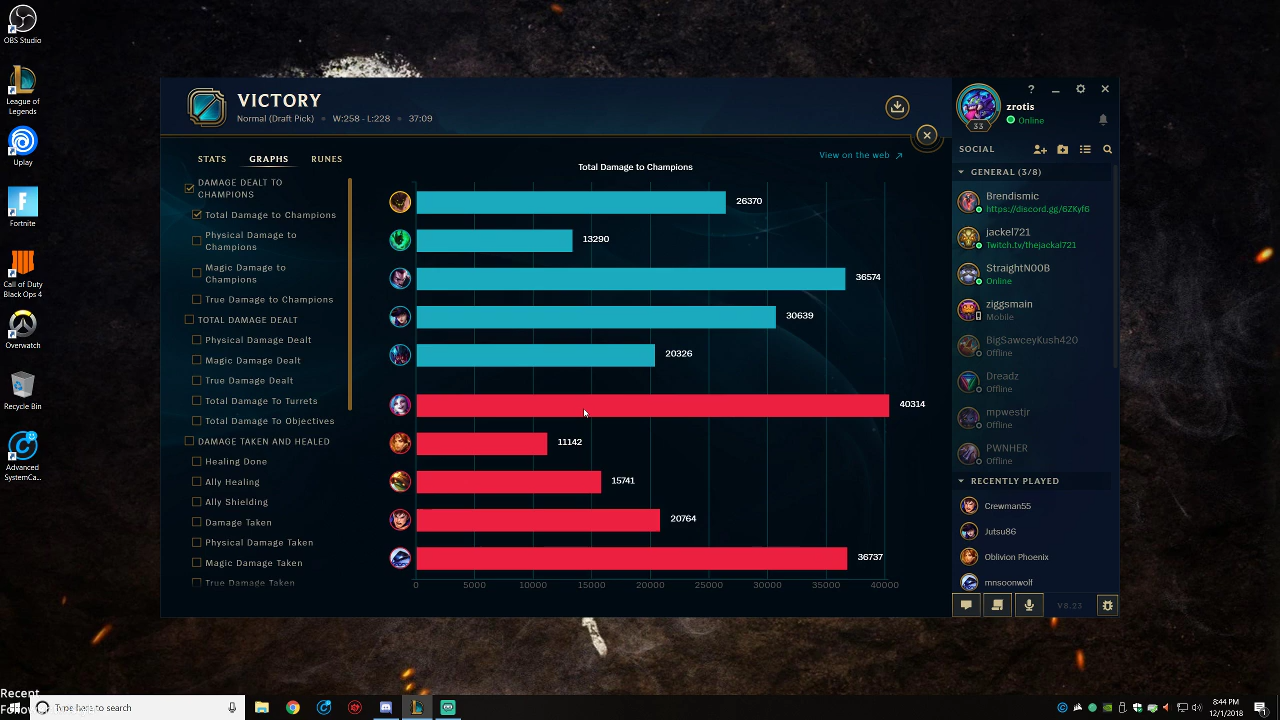 OBS Studio
League of
Legends
Uplay
Fortnite
Call of Duty
Black Ops 4
Overwatch
Recycle Bin
Advanced
SystemCa...
VICTORY
Normal (Draft Pick) • W:258 - L:228 • 37:09
STATS GRAPHS RUNES
View on the web
DAMAGE DEALT TO
CHAMPIONS
Total Damage to Champions
Physical Damage to
Champions
Magic Damage to
Champions
True Damage to Champions
TOTAL DAMAGE DEALT
Physical Damage Dealt
Magic Damage Dealt
True Damage Dealt
Total Damage To Turrets
Total Damage To Objectives
DAMAGE TAKEN AND HEALED
Healing Done
Ally Healing
Ally Shielding
Damage Taken
Physical Damage Taken
Magic Damage Taken
True Damage Taken
Total Damage to Champions
26370
13290
36574
30639
20326
40314
11142
15741
20764
36737
0 5000 10000 15000 20000 25000 30000 35000 40000
?
zrotis
33
Online
SOCIAL
GENERAL (3/8)
Brendismic
https://discord.gg/6ZKyf6
jackel721
Twitch.tv/thejackal721
StraightN00B
Online
ziggsmain
Mobile
BigSawceyKush420
Offline
Dreadz
Offline
mpwestjr
Offline
PWNHER
Offline
RECENTLY PLAYED
Crewman55
Jutsu86
Oblivion Phoenix
mnsoonwolf
V8.23
Recent
Type here to search
8:44 PM
12/1/2018